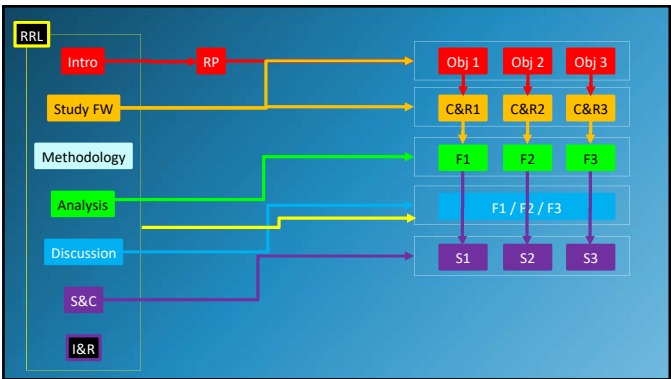 RRL
Intro
RP
Obj 1
Obj 2
Obj 3
Study FW
C&R1
C&R2
C&R3
Methodology
F1
F2
F3
Analysis
F1 / F2 / F3
Discussion
S1
S2
S3
S&C
I&R